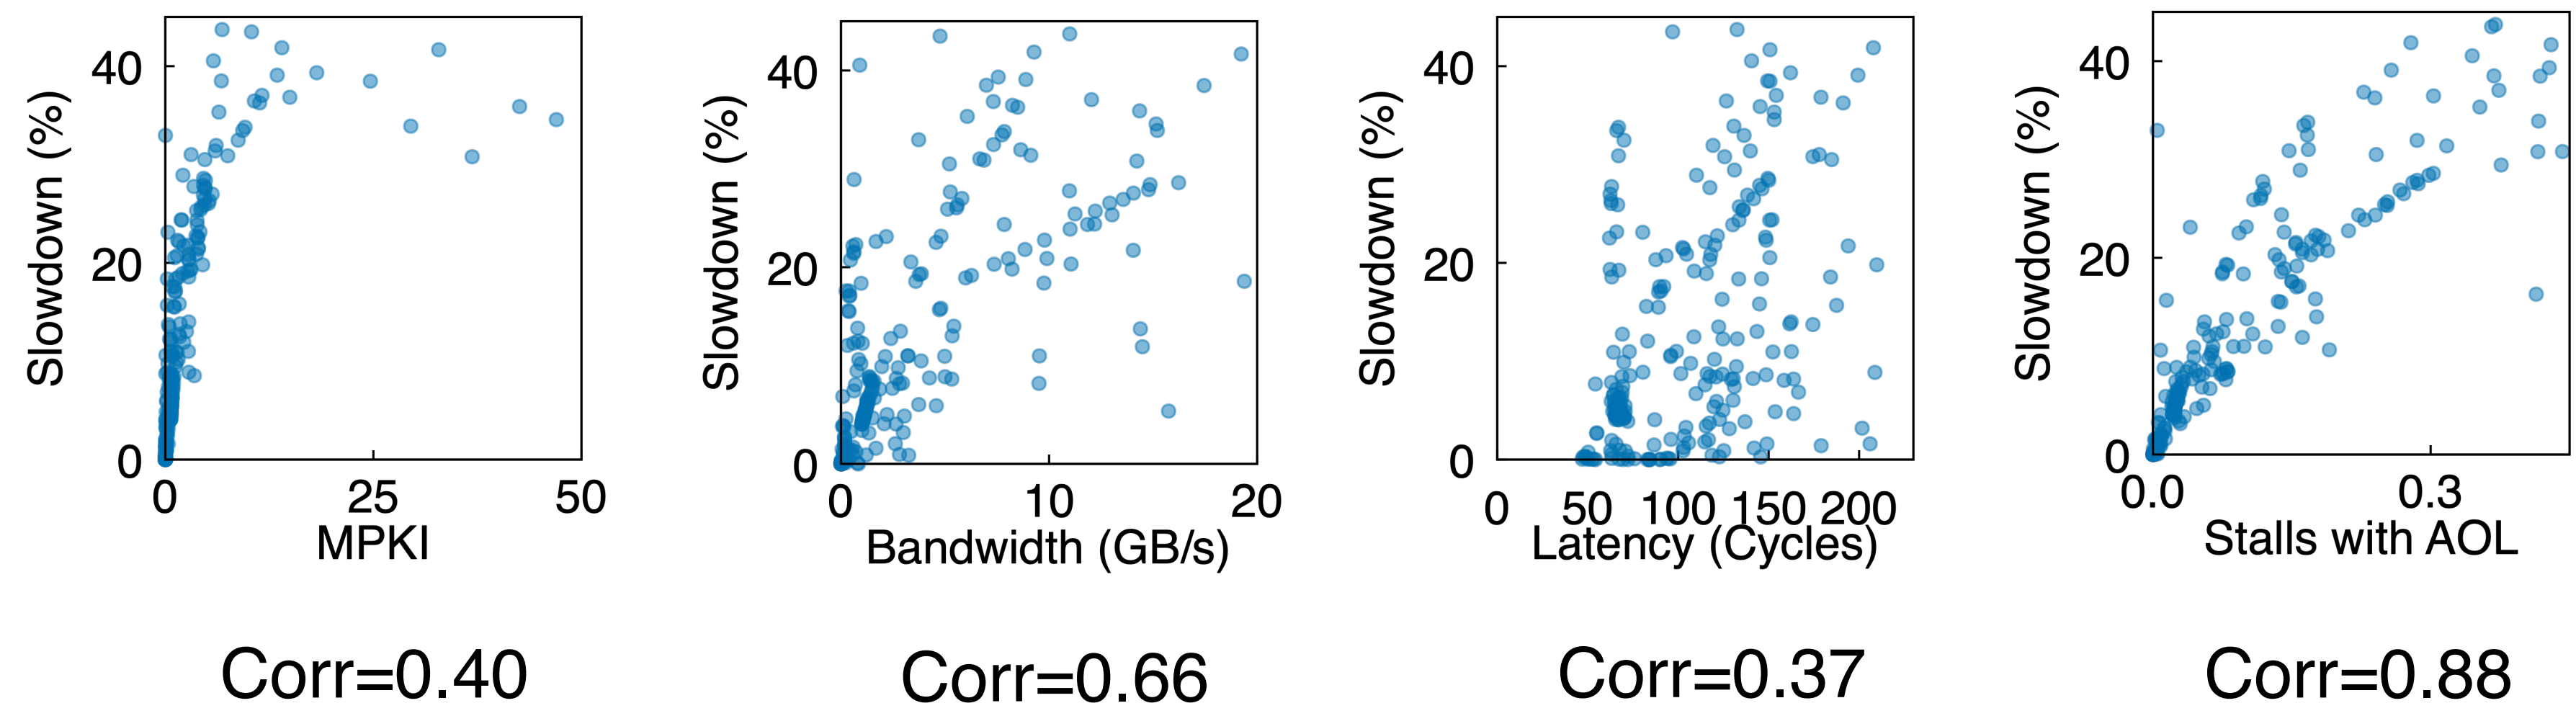 Slowdown (%)
40
20
0
0 25 50
MPKI
Corr=0.40
Slowdown (%)
40
20
0
0 10 20
Bandwidth (GB/s)
Corr=0.66
Slowdown (%)
40
20
0
0 50 100 150 200
Latency (Cycles)
Corr=0.37
Slowdown (%)
40
20
0
0.0 0.3
Stalls with AOL
Corr=0.88